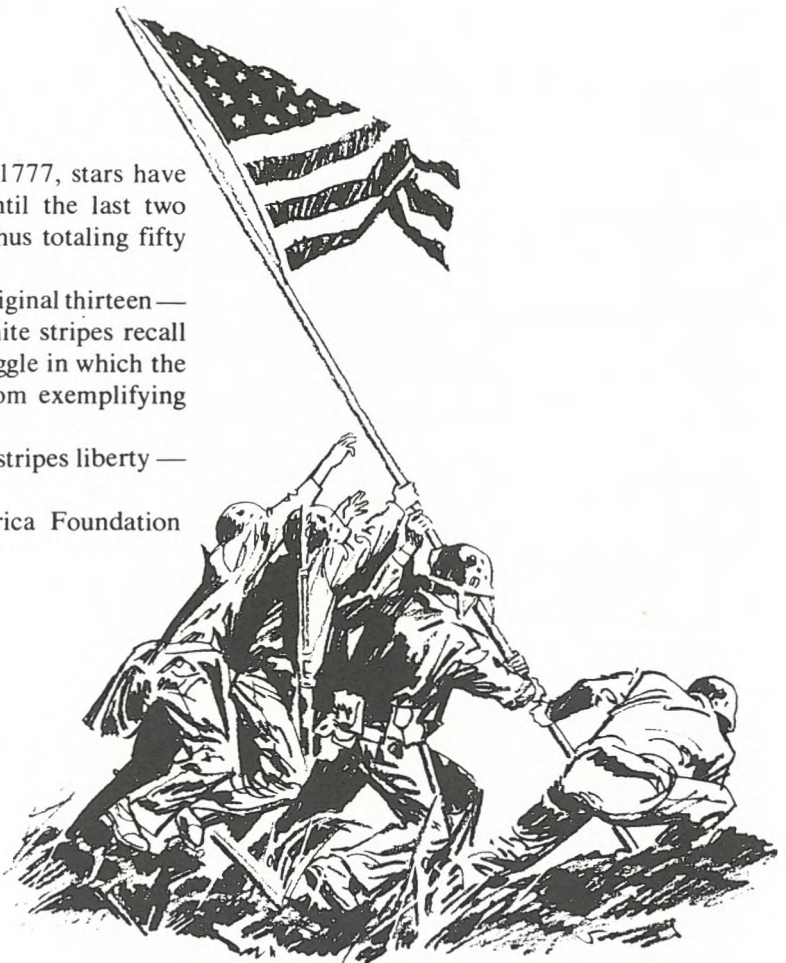 1777, stars have
ntil the last two
hus totaling fifty
iginal thirteen—
hite stripes recall
ggle in which the
om exemplifying
stripes liberty —
rica Foundation